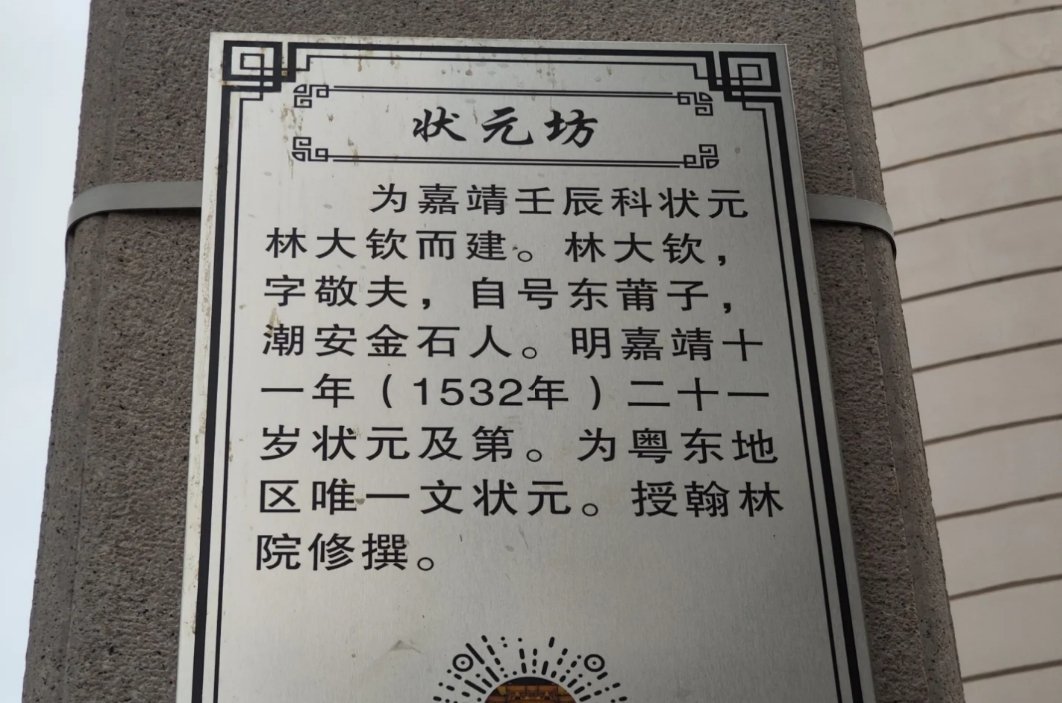 状元坊
为嘉靖壬辰科状元
林大钦而建。林大钦，
字敬夫，自号东莆子，
潮安金石人。明嘉靖十
一年（1532年）二十一
岁状元及第。为粤东地
区唯一文状元。授翰林
院修撰。